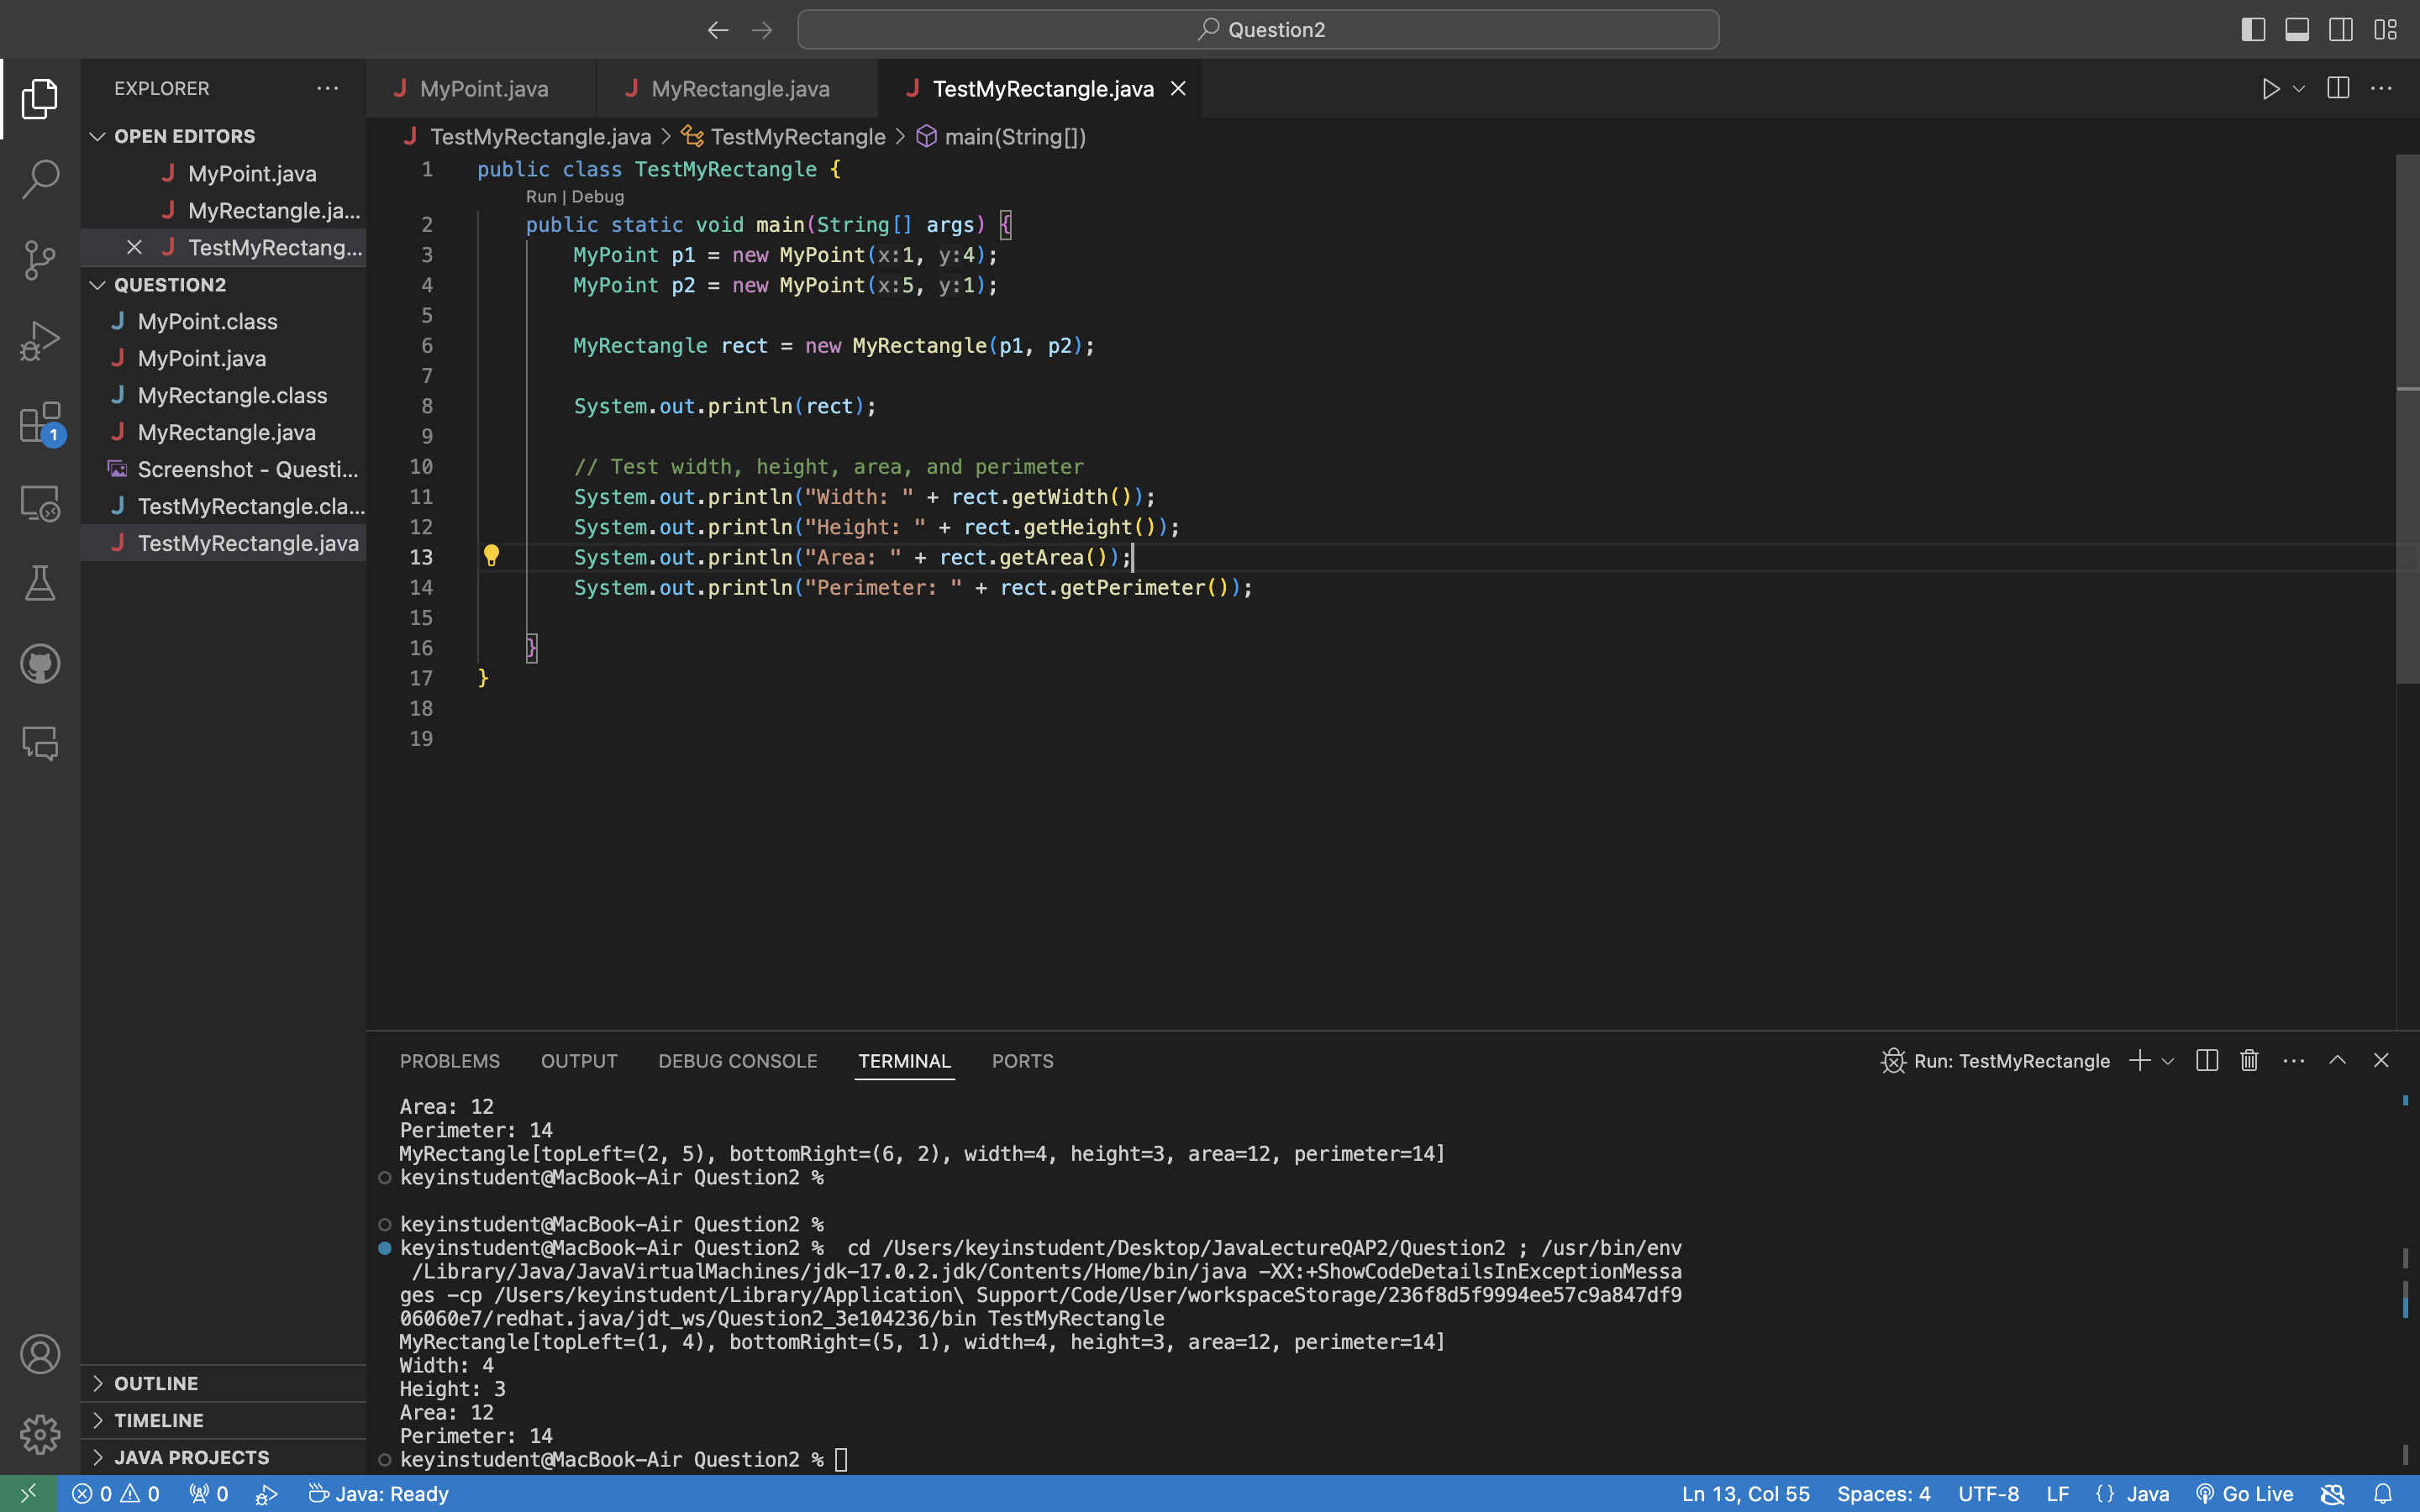 Question2
EXPLORER
OPEN EDITORS
MyPoint.java
MyRectangle.ja...
TestMyRectang...
QUESTION2
MyPoint.class
MyPoint.java
MyRectangle.class
MyRectangle.java
Screenshot - Questi...
TestMyRectangle.cla...
TestMyRectangle.java
1
OUTLINE
TIMELINE
JAVA PROJECTS
MyPoint.java MyRectangle.java TestMyRectangle.java
TestMyRectangle.java > TestMyRectangle > main(String[])
1 public class TestMyRectangle {
Run | Debug
2 public static void main(String[] args) {
3 MyPoint p1 = new MyPoint(x:1, y:4);
4 MyPoint p2 = new MyPoint(x:5, y:1);
5
6 MyRectangle rect = new MyRectangle(p1, p2);
7
8 System.out.println(rect);
9
10 // Test width, height, area, and perimeter
11 System.out.println("Width: " + rect.getWidth());
12 System.out.println("Height: " + rect.getHeight());
13 System.out.println("Area: " + rect.getArea());
14 System.out.println("Perimeter: " + rect.getPerimeter());
15
16 }
17 }
18
19
PROBLEMS OUTPUT DEBUG CONSOLE TERMINAL PORTS
Run: TestMyRectangle
Area: 12
Perimeter: 14
MyRectangle[topLeft=(2, 5), bottomRight=(6, 2), width=4, height=3, area=12, perimeter=14]
keyinstudent@MacBook-Air Question2 %
keyinstudent@MacBook-Air Question2 %
keyinstudent@MacBook-Air Question2 % cd /Users/keyinstudent/Desktop/JavaLectureQAP2/Question2 ; /usr/bin/env
/Library/Java/JavaVirtualMachines/jdk-17.0.2.jdk/Contents/Home/bin/java -XX:+ShowCodeDetailsInExceptionMessa
ges -cp /Users/keyinstudent/Library/Application\ Support/Code/User/workspaceStorage/236f8d5f9994ee57c9a847df9
06060e7/redhat.java/jdt_ws/Question2_3e104236/bin TestMyRectangle
MyRectangle[topLeft=(1, 4), bottomRight=(5, 1), width=4, height=3, area=12, perimeter=14]
Width: 4
Height: 3
Area: 12
Perimeter: 14
keyinstudent@MacBook-Air Question2 %
0 0 0 Java: Ready Ln 13, Col 55 Spaces: 4 UTF-8 LF {} Java Go Live